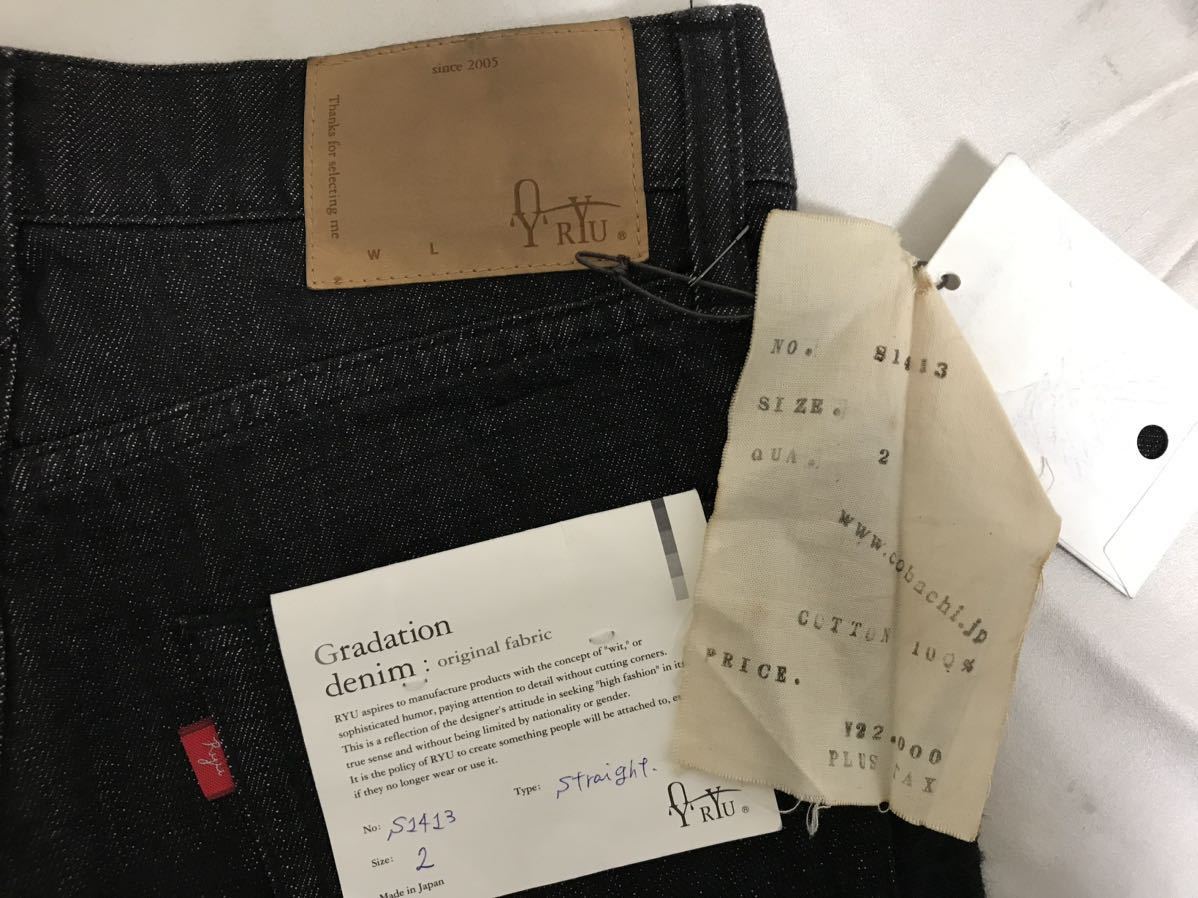 since 2005
Thanks for selecting me
W L
RYU ®
NO. S1413
SIZE.
QUA. 2
www.cobachi.jp
COTTON 100%
PRICE.
¥22.000
PLUS TAX
Gradation
denim : original fabric
RYU aspires to manufacture products with the concept of "wit," or
sophisticated humor, paying attention to detail without cutting corners.
This is a reflection of the designer's attitude in seeking "high fashion" in its
true sense and without being limited by nationality or gender.
It is the policy of RYU to create something people will be attached to,
if they no longer wear or use it.
No: S1413
Type: Straight.
Size: 2
RYU ®
Made in Japan
Ryu